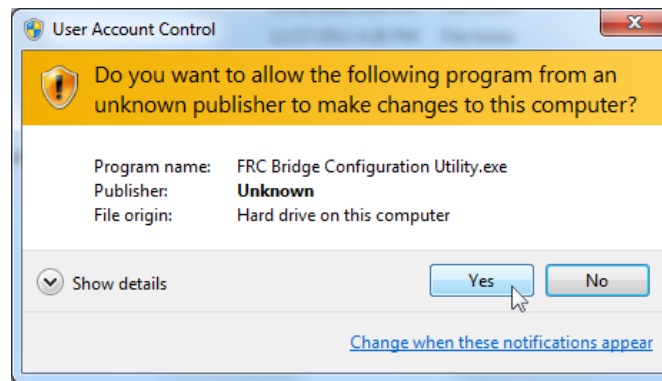 User Account Control
Do you want to allow the following program from an
unknown publisher to make changes to this computer?
Program name: FRC Bridge Configuration Utility.exe
Publisher: Unknown
File origin: Hard drive on this computer
Show details
Yes No
Change when these notifications appear